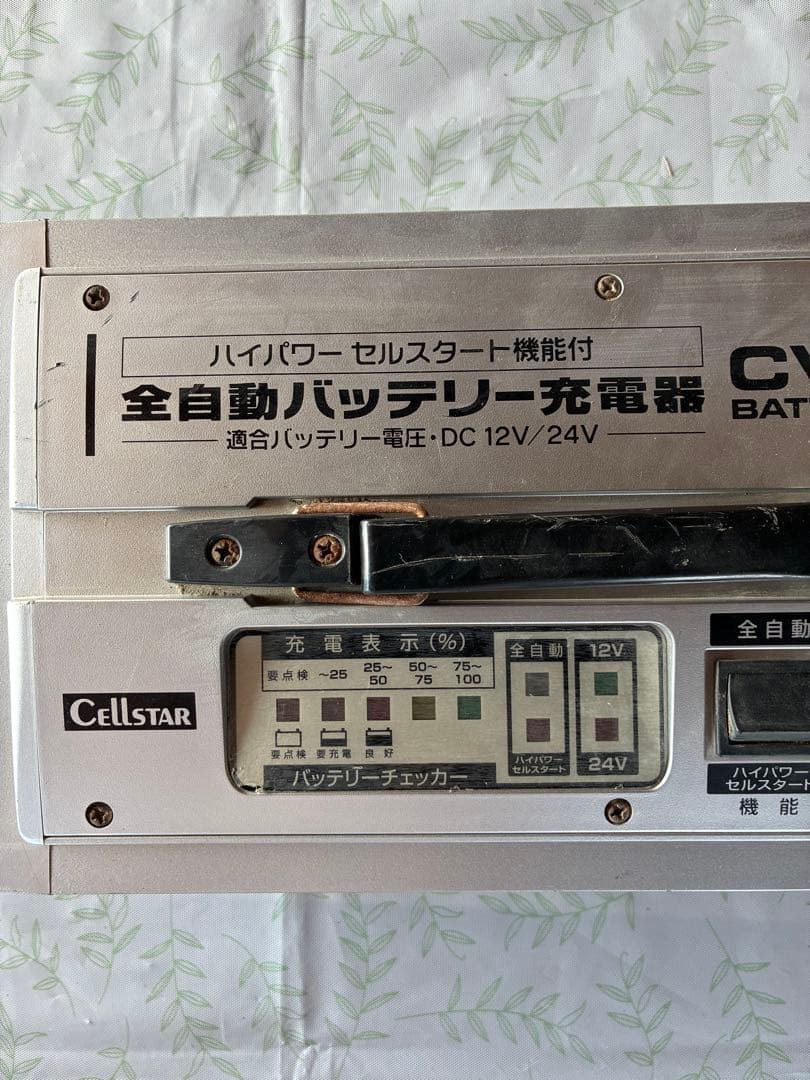 ハイパワー セルスタート機能付
全自動バッテリー充電器
適合バッテリー電圧・DC 12V/24V
CV
BATT
CELLSTAR
充電表示(%)
要点検 ~25 25~50 50~75 75~100
要点検 要充電 良好
バッテリーチェッカー
全自動
ハイパワー
セルスタート
12V
24V
全自動
ハイパワー
セルスタート
機能